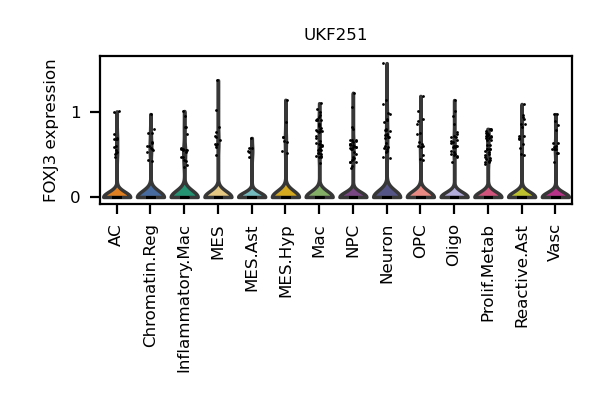 UKF251
FOXJ3 expression
1
0
AC
Chromatin.Reg
Inflammatory.Mac
MES
MES.Ast
MES.Hyp
Mac
NPC
Neuron
OPC
Oligo
Prolif.Metab
Reactive.Ast
Vasc